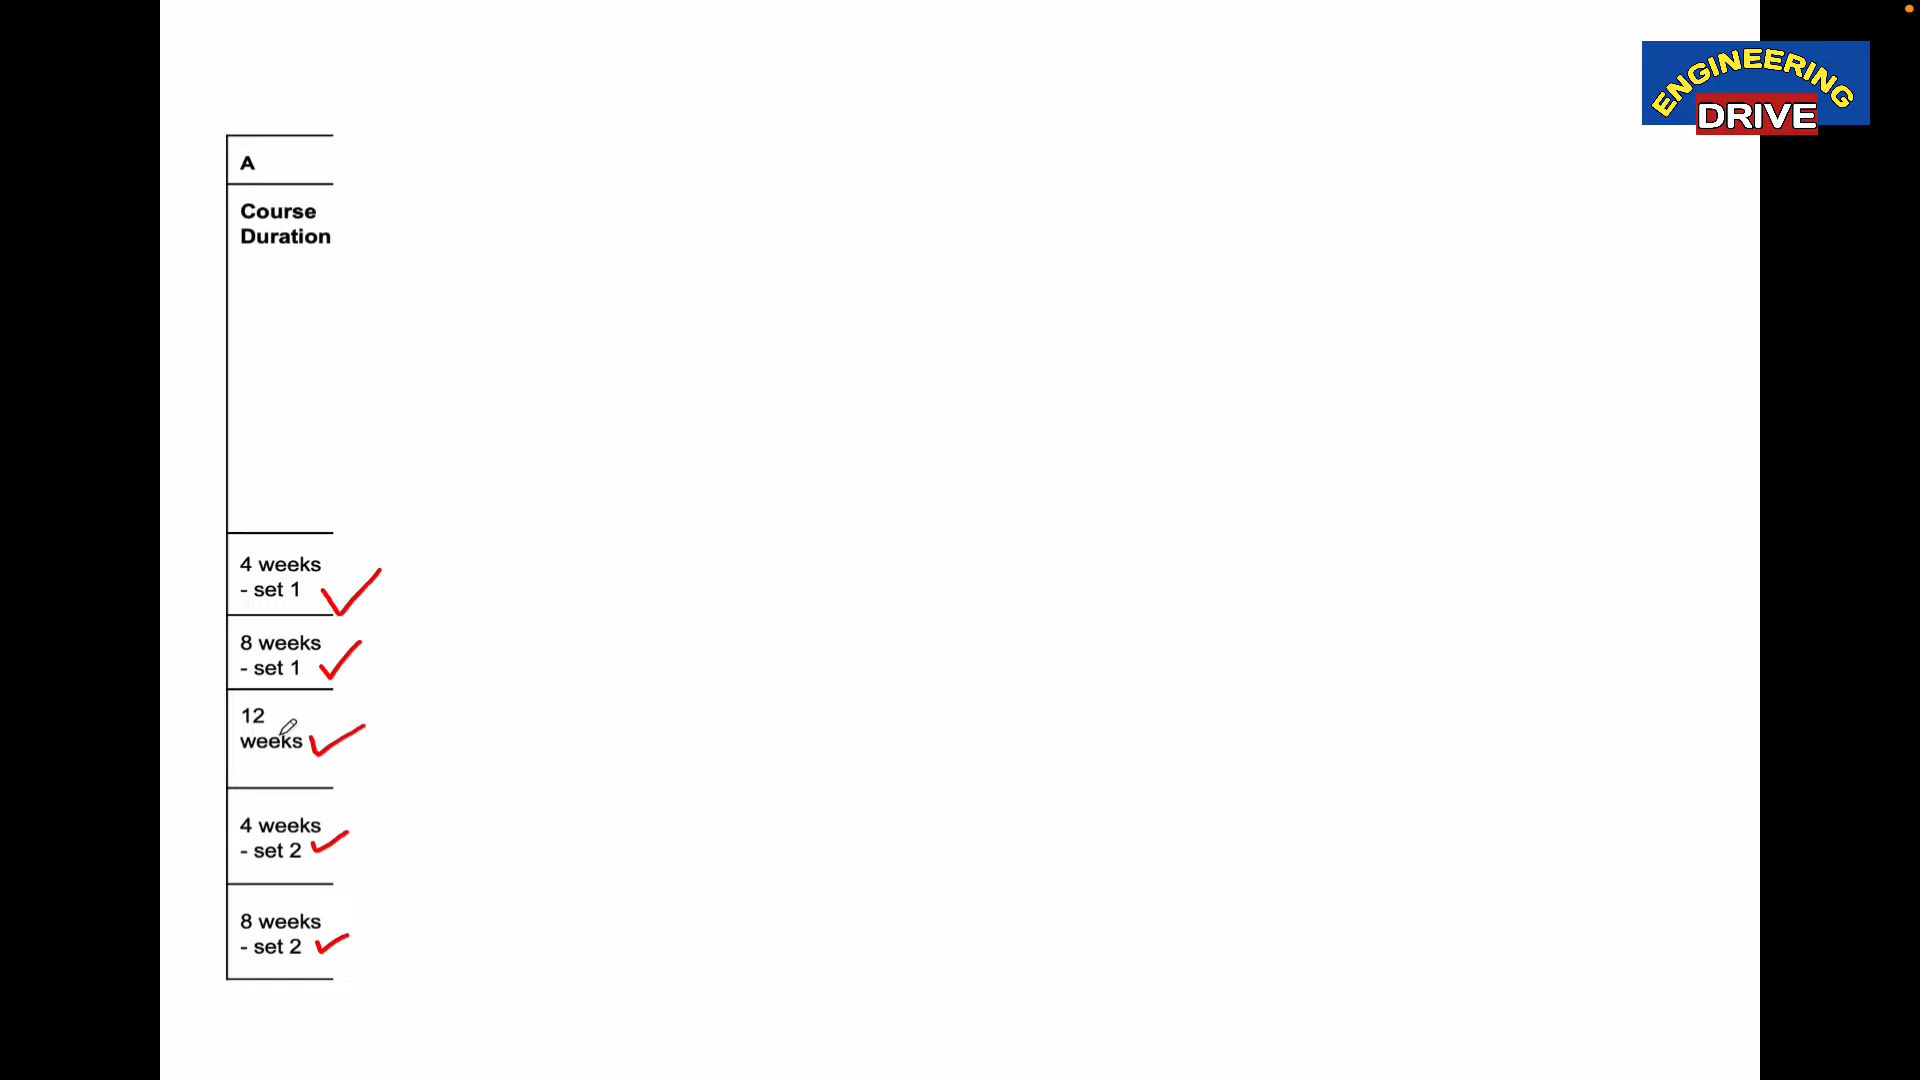 ENGINEERING
DRIVE
A
Course
Duration
4 weeks
- set 1
8 weeks
- set 1
12
weeks
4 weeks
- set 2
8 weeks
- set 2